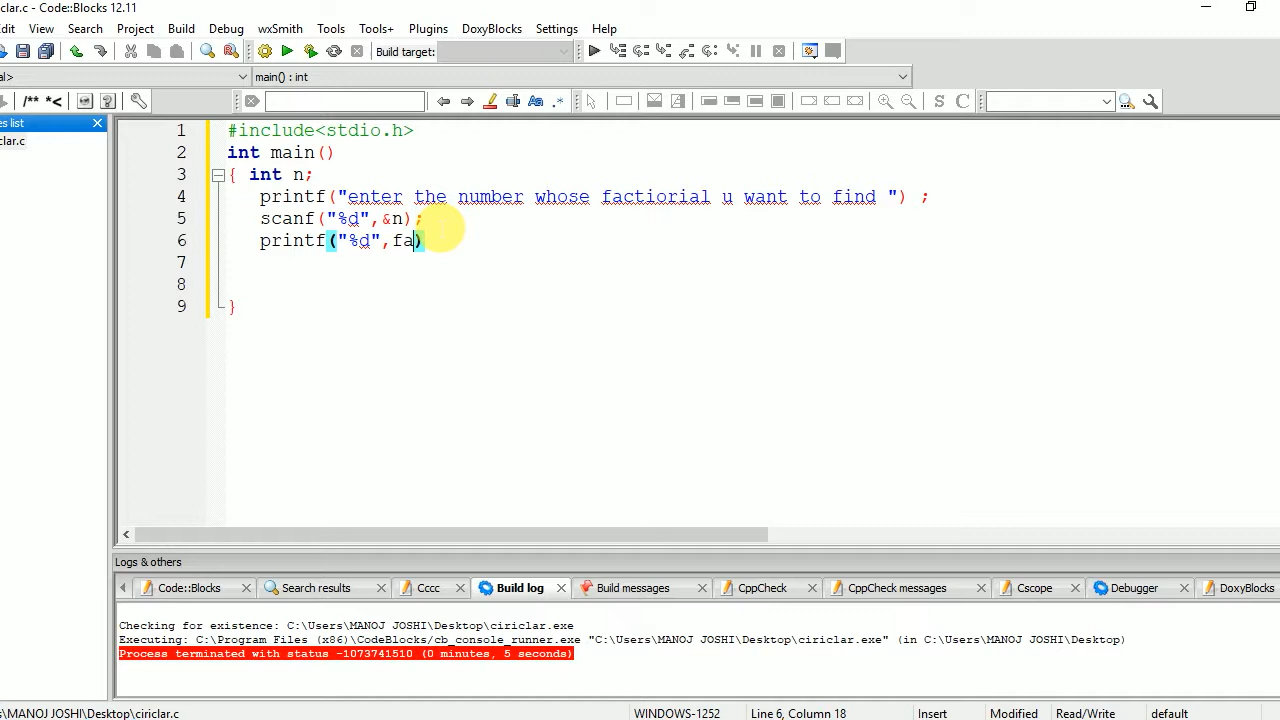 clar.c - Code::Blocks 12.11
Edit View Search Project Build Debug wxSmith Tools Tools+ Plugins DoxyBlocks Settings Help
Build target:
al> main() : int
/** *<
Aa .* S C
es list
clar.c
1 #include<stdio.h>
2 int main()
3 { int n;
4 printf("enter the number whose factiorial u want to find ") ;
5 scanf("%d",&n);
6 printf("%d",fa)
7
8
9 }
Logs & others
Code::Blocks Search results Cccc Build log Build messages CppCheck CppCheck messages Cscope Debugger DoxyBlocks
Checking for existence: C:\Users\MANOJ JOSHI\Desktop\ciriclar.exe
Executing: C:\Program Files (x86)\CodeBlocks/cb_console_runner.exe "C:\Users\MANOJ JOSHI\Desktop\ciriclar.exe" (in C:\Users\MANOJ JOSHI\Desktop)
Process terminated with status -1073741510 (0 minutes, 5 seconds)
s\MANOJ JOSHI\Desktop\ciriclar.c WINDOWS-1252 Line 6, Column 18 Insert Modified Read/Write default